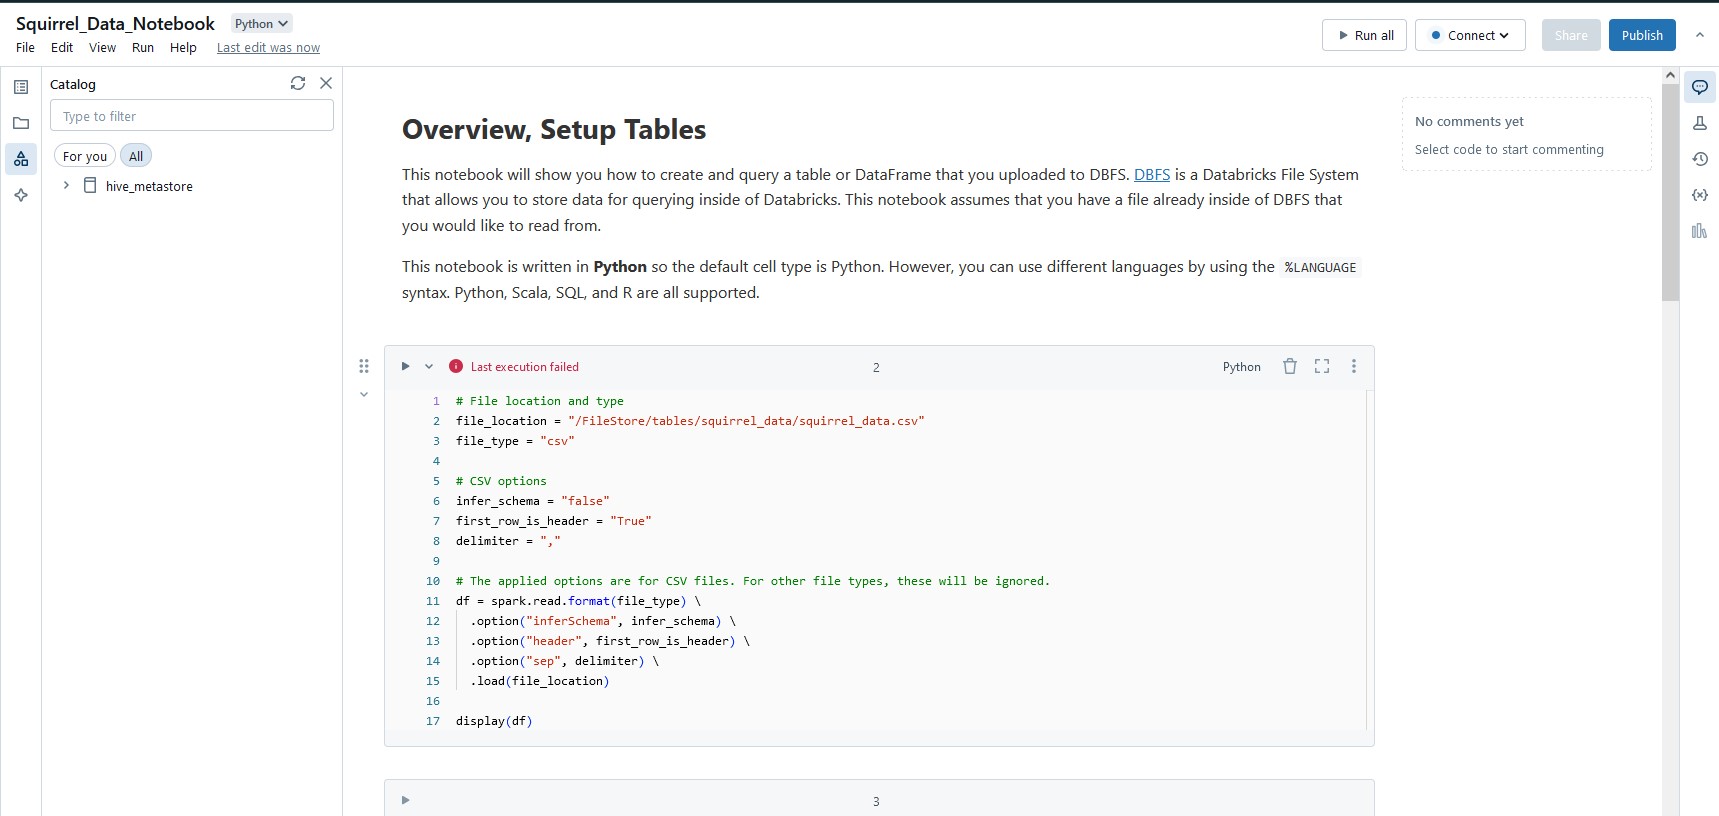 Squirrel_Data_Notebook Python
File Edit View Run Help Last edit was now
Run all Connect Share Publish
Catalog
Type to filter
For you All
hive_metastore
Overview, Setup Tables
This notebook will show you how to create and query a table or DataFrame that you uploaded to DBFS. DBFS is a Databricks File System
that allows you to store data for querying inside of Databricks. This notebook assumes that you have a file already inside of DBFS that
you would like to read from.
This notebook is written in Python so the default cell type is Python. However, you can use different languages by using the %LANGUAGE
syntax. Python, Scala, SQL, and R are all supported.
Last execution failed 2 Python
1 # File location and type
2 file_location = "/FileStore/tables/squirrel_data/squirrel_data.csv"
3 file_type = "csv"
4
5 # CSV options
6 infer_schema = "false"
7 first_row_is_header = "True"
8 delimiter = ","
9
10 # The applied options are for CSV files. For other file types, these will be ignored.
11 df = spark.read.format(file_type) \
12 .option("inferSchema", infer_schema) \
13 .option("header", first_row_is_header) \
14 .option("sep", delimiter) \
15 .load(file_location)
16
17 display(df)
3
No comments yet
Select code to start commenting